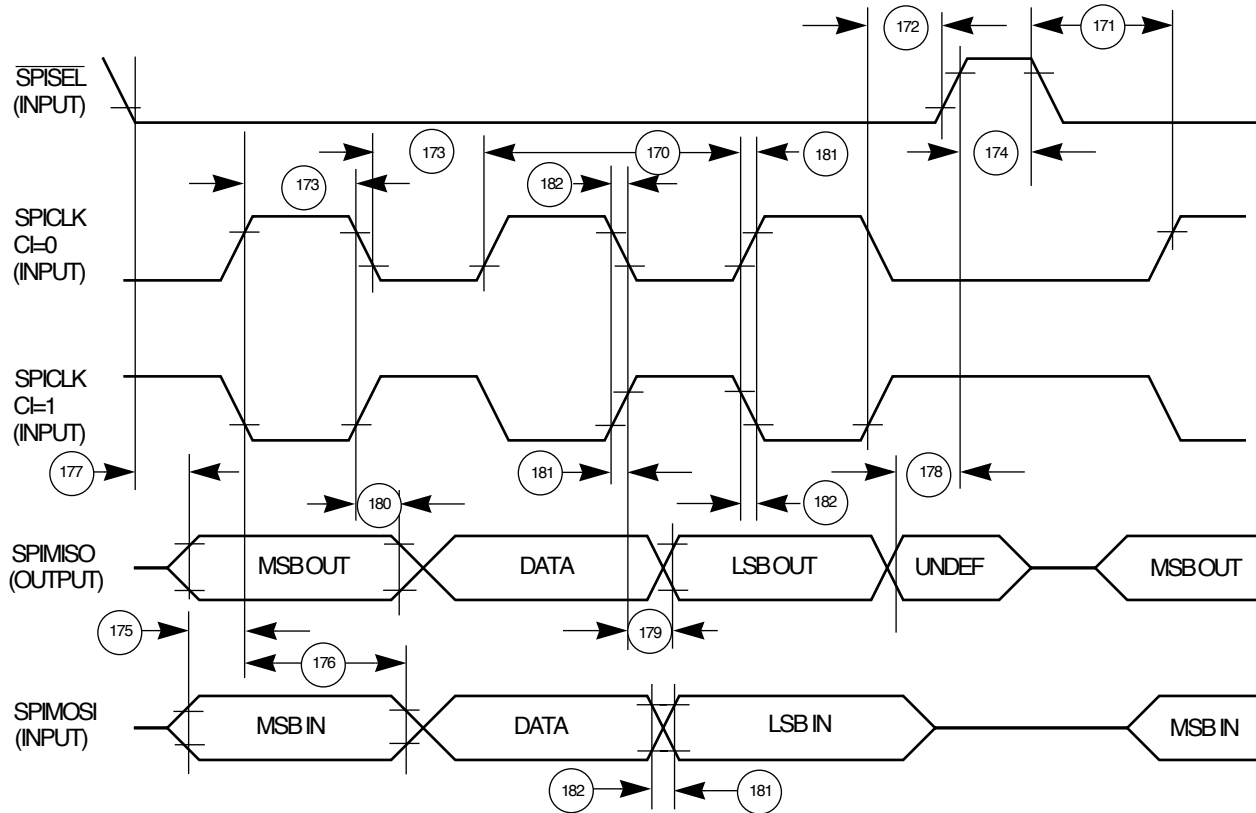 172
171
SPISEL
(INPUT)
173
170
181
174
182
173
SPICLK
CI=0
(INPUT)
SPICLK
CI=1
(INPUT)
177
181
178
180
182
SPIMISO
(OUTPUT)
MSB OUT
DATA
LSB OUT
UNDEF
MSB OUT
175
179
176
SPIMOSI
(INPUT)
MSB IN
DATA
LSB IN
MSB IN
182
181